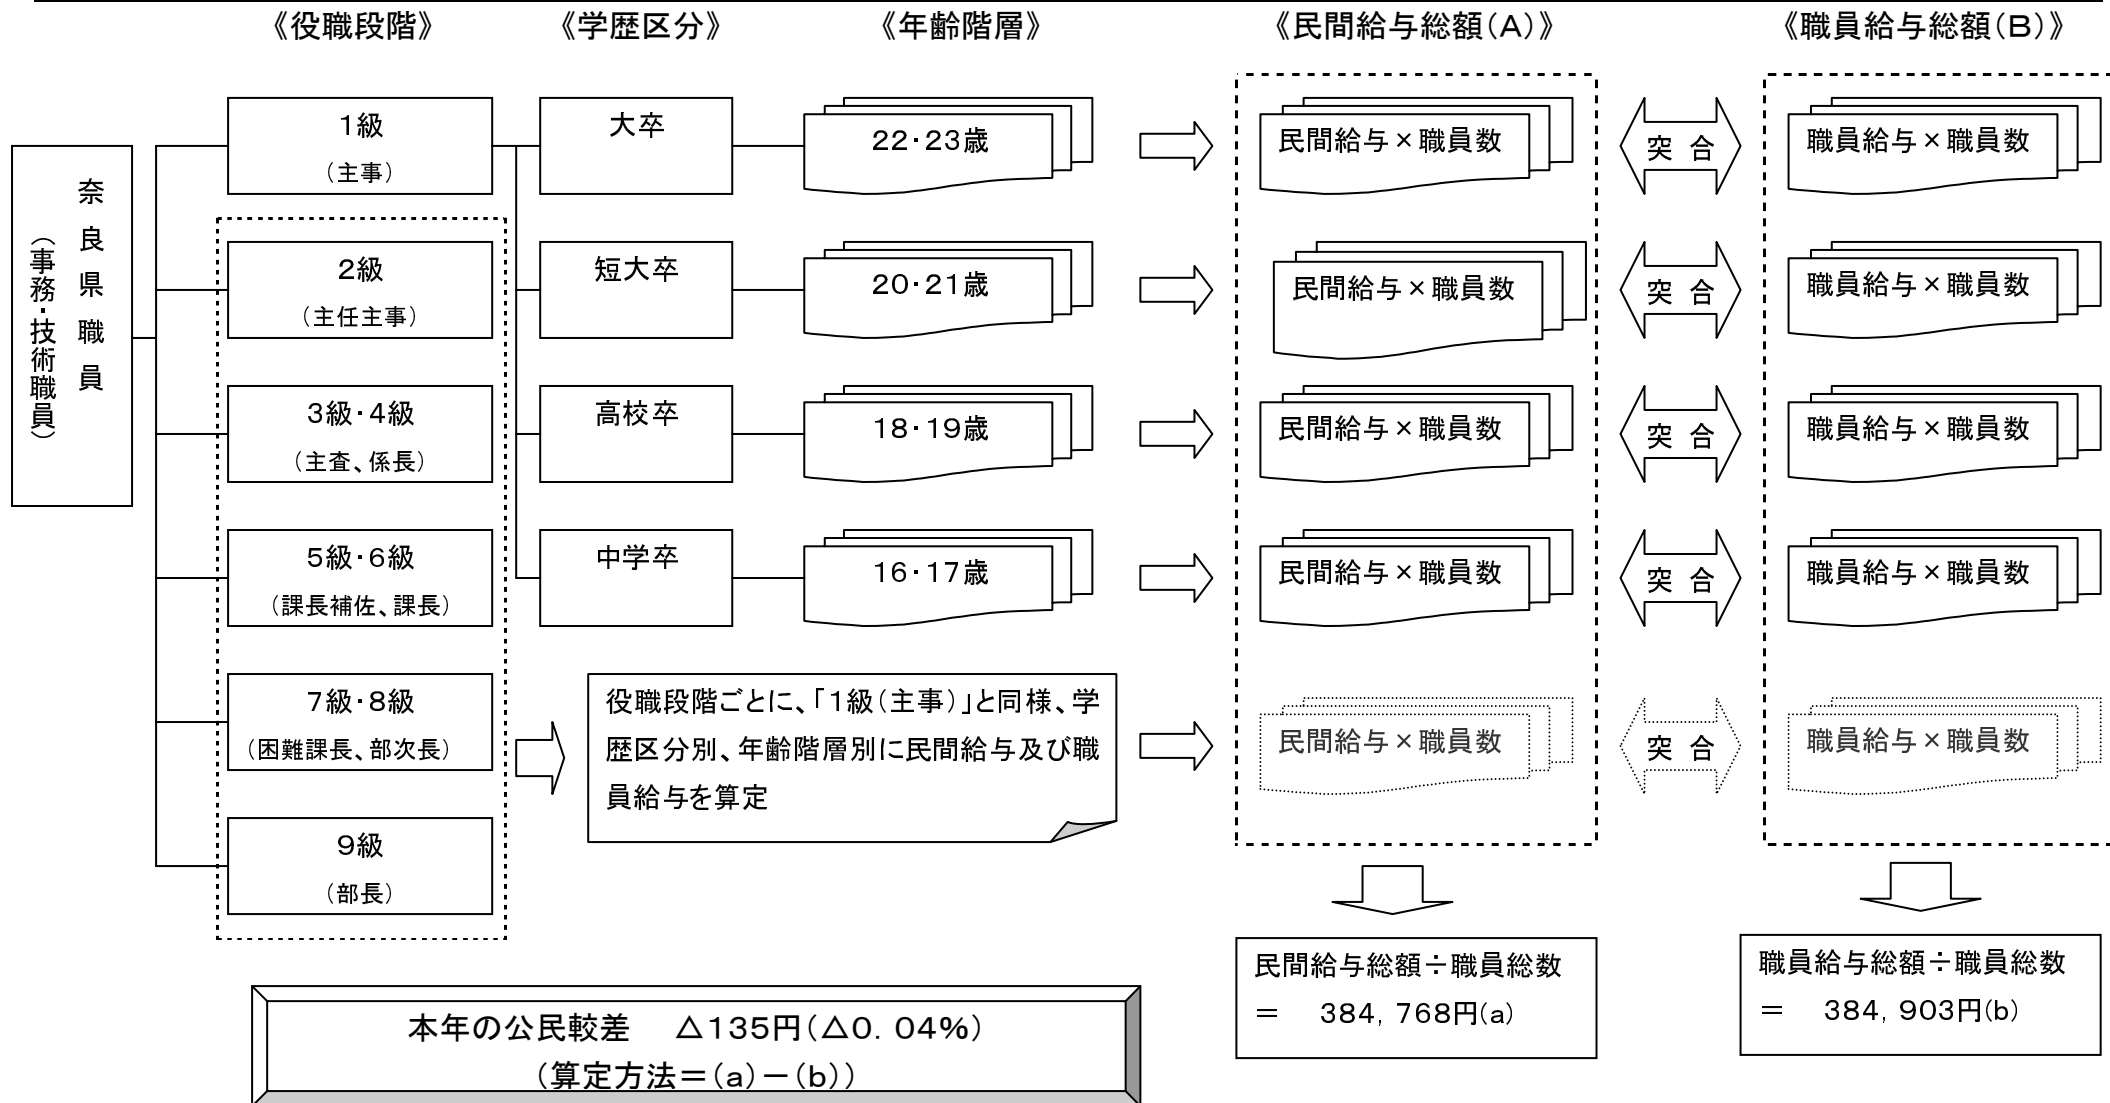 《役職段階》
《学歴区分》
《年齢階層》
《民間給与総額(A)》
《職員給与総額(B)》
奈良県職員
(事務・技術職員)
1級
(主事)
大卒
22・23歳
民間給与×職員数
突 合
職員給与×職員数
2級
(主任主事)
短大卒
20・21歳
民間給与×職員数
突 合
職員給与×職員数
3級・4級
(主査、係長)
高校卒
18・19歳
民間給与×職員数
突 合
職員給与×職員数
5級・6級
(課長補佐、課長)
中学卒
16・17歳
民間給与×職員数
突 合
職員給与×職員数
7級・8級
(困難課長、部次長)
役職段階ごとに、「1級(主事)」と同様、学
歴区分別、年齢階層別に民間給与及び職
員給与を算定
民間給与×職員数
突 合
職員給与×職員数
9級
(部長)
民間給与総額÷職員総数
= 384,768円(a)
職員給与総額÷職員総数
= 384,903円(b)
本年の公民較差 △135円(△0.04%)
(算定方法=(a)-(b))